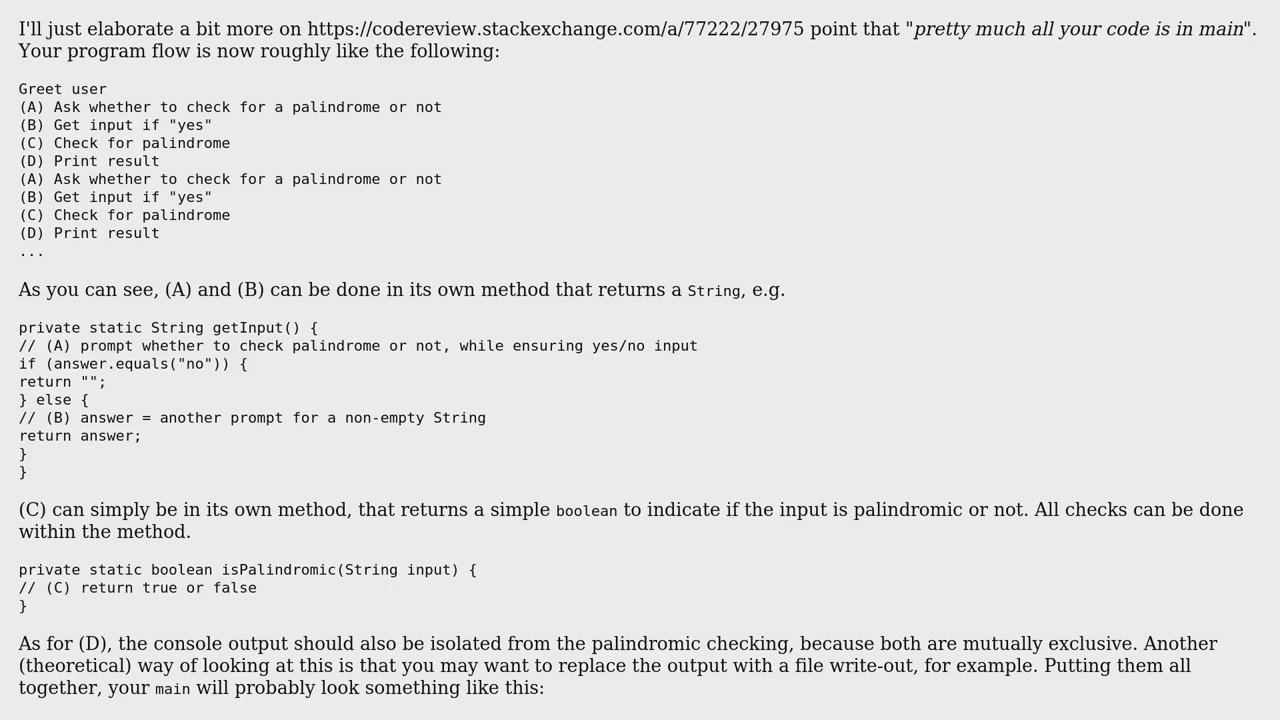 I'll just elaborate a bit more on https://codereview.stackexchange.com/a/77222/27975 point that "pretty much all your code is in main".
Your program flow is now roughly like the following:
Greet user
(A) Ask whether to check for a palindrome or not
(B) Get input if "yes"
(C) Check for palindrome
(D) Print result
(A) Ask whether to check for a palindrome or not
(B) Get input if "yes"
(C) Check for palindrome
(D) Print result
...
As you can see, (A) and (B) can be done in its own method that returns a String, e.g.
private static String getInput() {
// (A) prompt whether to check palindrome or not, while ensuring yes/no input
if (answer.equals("no")) {
return "";
} else {
// (B) answer = another prompt for a non-empty String
return answer;
}
}
(C) can simply be in its own method, that returns a simple boolean to indicate if the input is palindromic or not. All checks can be done
within the method.
private static boolean isPalindromic(String input) {
// (C) return true or false
}
As for (D), the console output should also be isolated from the palindromic checking, because both are mutually exclusive. Another
(theoretical) way of looking at this is that you may want to replace the output with a file write-out, for example. Putting them all
together, your main will probably look something like this: